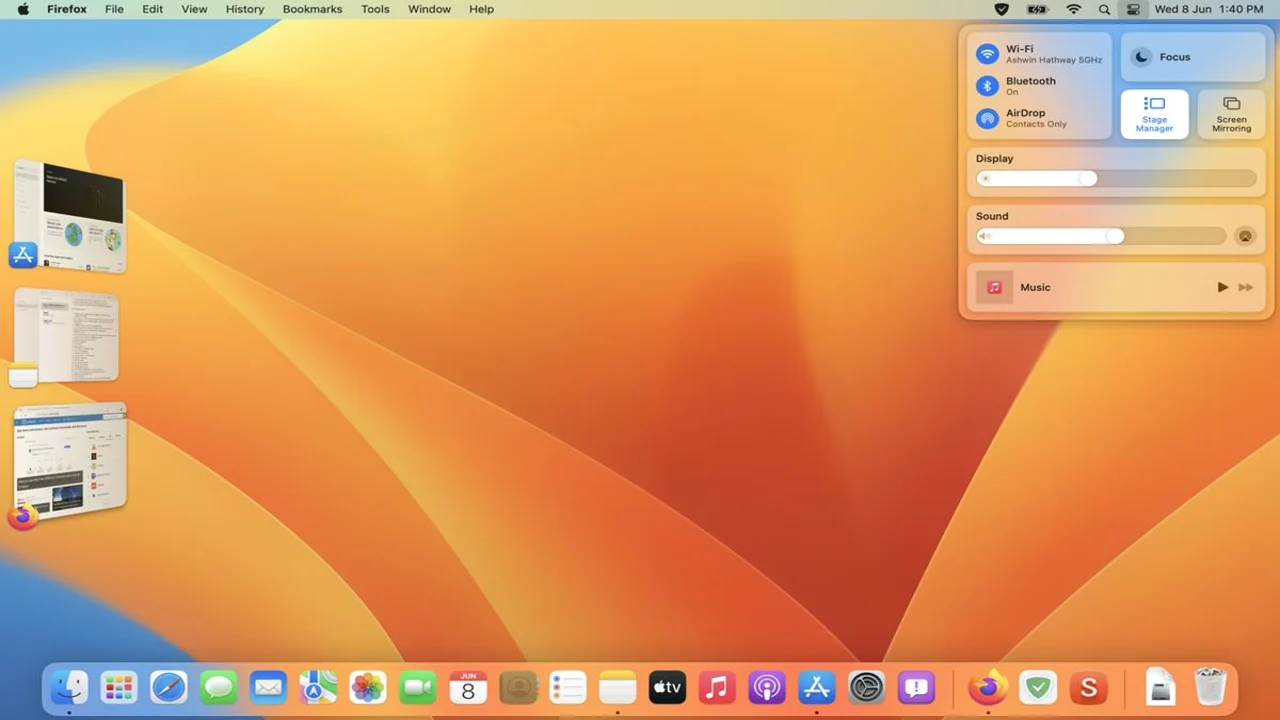 Firefox File Edit View History Bookmarks Tools Window Help
Wed 8 Jun 1:40 PM
Wi-Fi
Ashwin Hathway 5GHz
Bluetooth
On
AirDrop
Contacts Only
Focus
Stage
Manager
Screen
Mirroring
Display
Sound
Music
JUN
8
tv
S